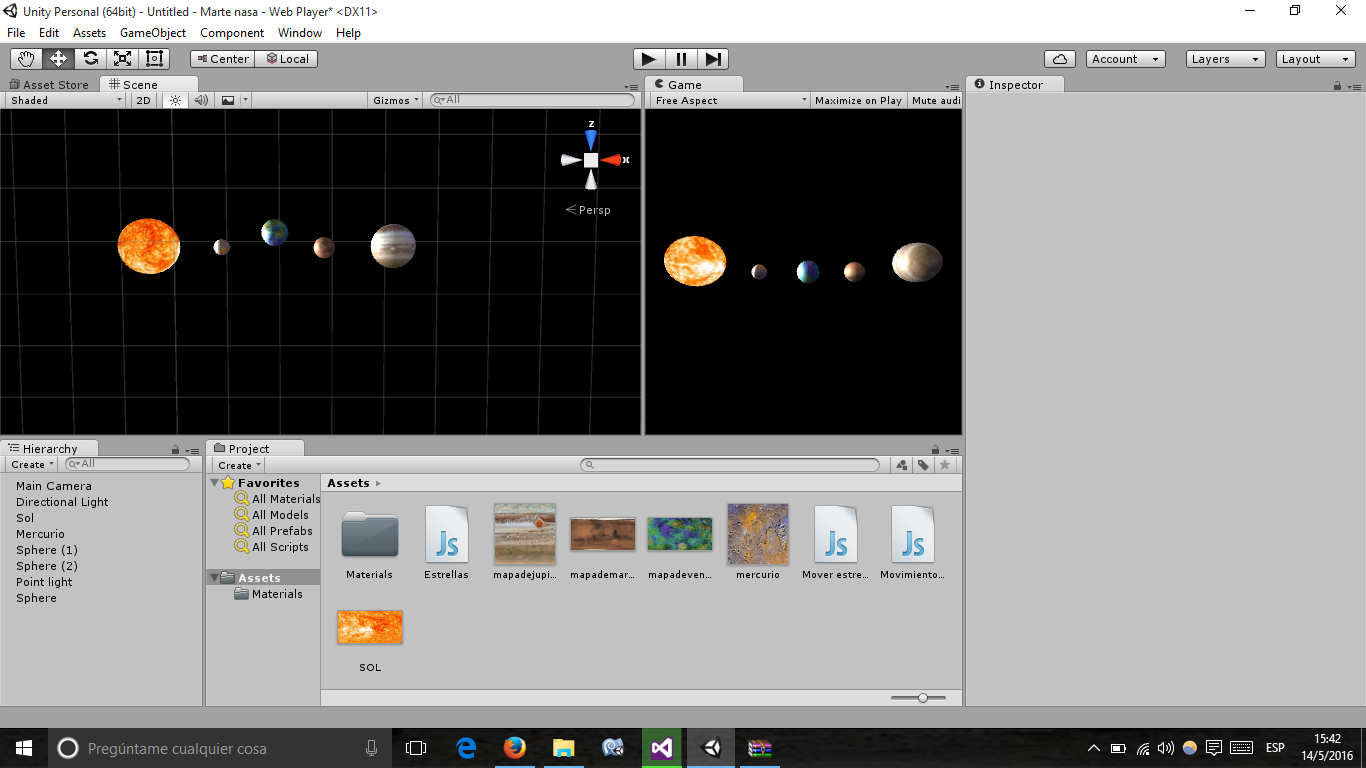 Unity Personal (64bit) - Untitled - Marte nasa - Web Player* <DX11>
File Edit Assets GameObject Component Window Help
Center Local Account Layers Layout
Asset Store Scene Game Inspector
Shaded 2D Gizmos All Free Aspect Maximize on Play Mute audi
z
x
Persp
Hierarchy
Create All
Main Camera
Directional Light
Sol
Mercurio
Sphere (1)
Sphere (2)
Point light
Sphere
Project
Create
Favorites
All Materials
All Models
All Prefabs
All Scripts
Assets
Materials
Assets
Js Js Js
Materials Estrellas mapadejupi... mapademar... mapadeven... mercurio Mover estre... Movimiento...
SOL
Pregúntame cualquier cosa
ESP
15:42
14/5/2016